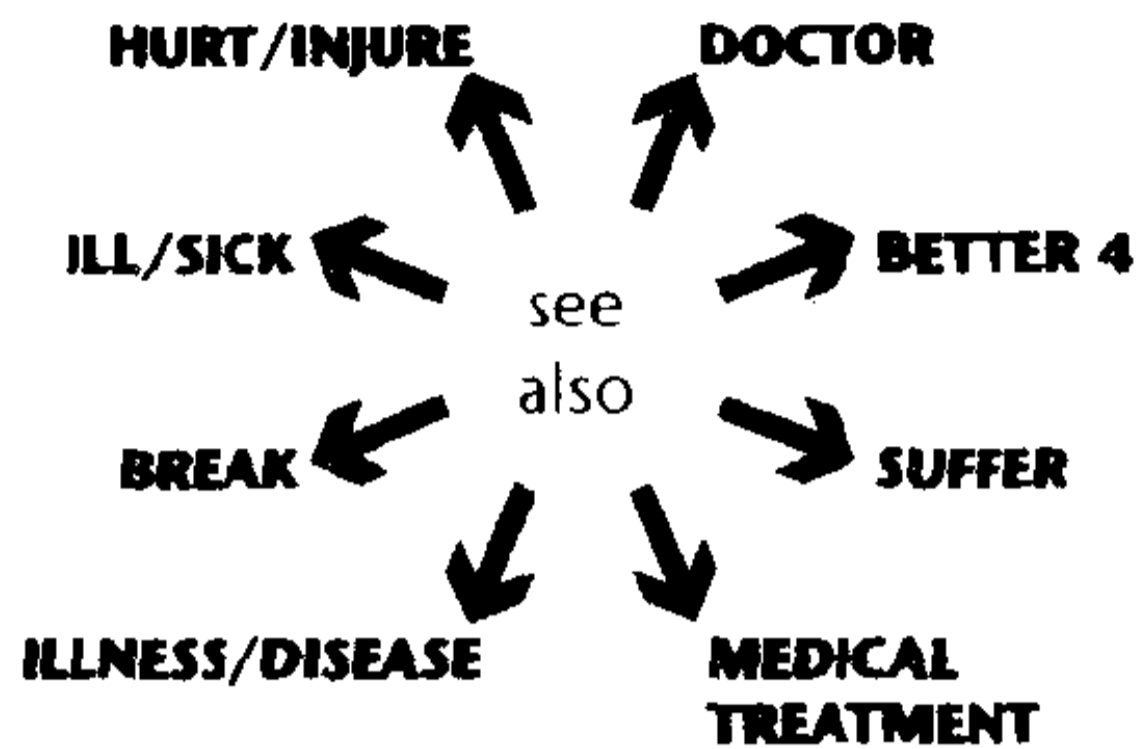 HURT/INJURE
DOCTOR
ILL/SICK
BETTER 4
see
also
BREAK
SUFFER
ILLNESS/DISEASE
MEDICAL
TREATMENT